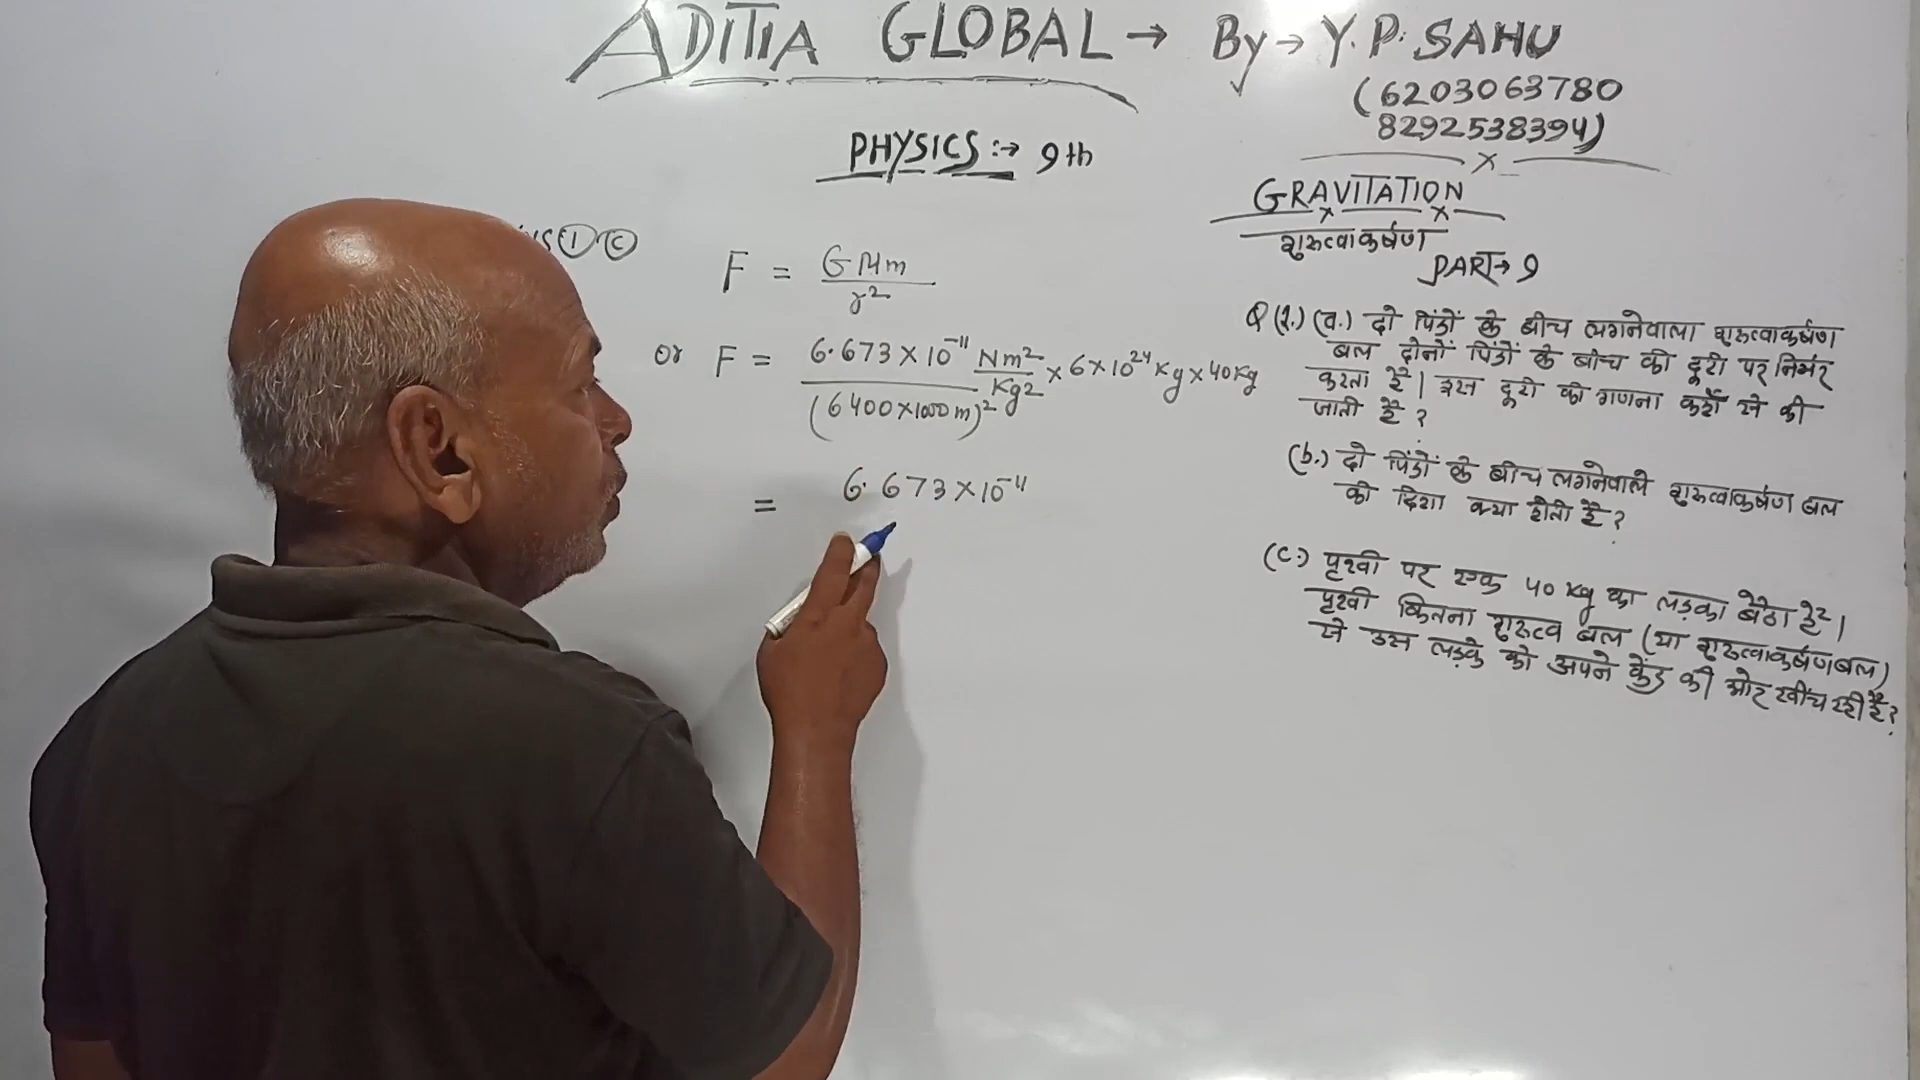 ADITIA GLOBAL → By → Y. P. SAHU
(6203063780
8292538394)
PHYSICS :→ 9th
GRAVITATION
गुरुत्वाकर्षण
PART→ 9
① ⓒ
F = GMm / r²
or F = 6.673 × 10⁻¹¹ Nm²/Kg² × 6 × 10²⁴ Kg × 40 Kg / (6400 × 1000 m)²
= 6.673 × 10⁻¹¹
Q (1.) (a.) दो पिंडों के बीच लगनेवाला गुरुत्वाकर्षण
बल दोनों पिंडों के बीच की दूरी पर निर्भर
करता है। इस दूरी की गणना कहाँ से की
जाती है?
(b.) दो पिंडों के बीच लगनेवाले गुरुत्वाकर्षण बल
की दिशा क्या होती है?
(c.) पृथ्वी पर एक 40 Kg का लड़का बैठा है।
पृथ्वी कितना गुरुत्व बल (या गुरुत्वाकर्षणबल)
से उस लड़के को अपने केंद्र की ओर खींच रही है?